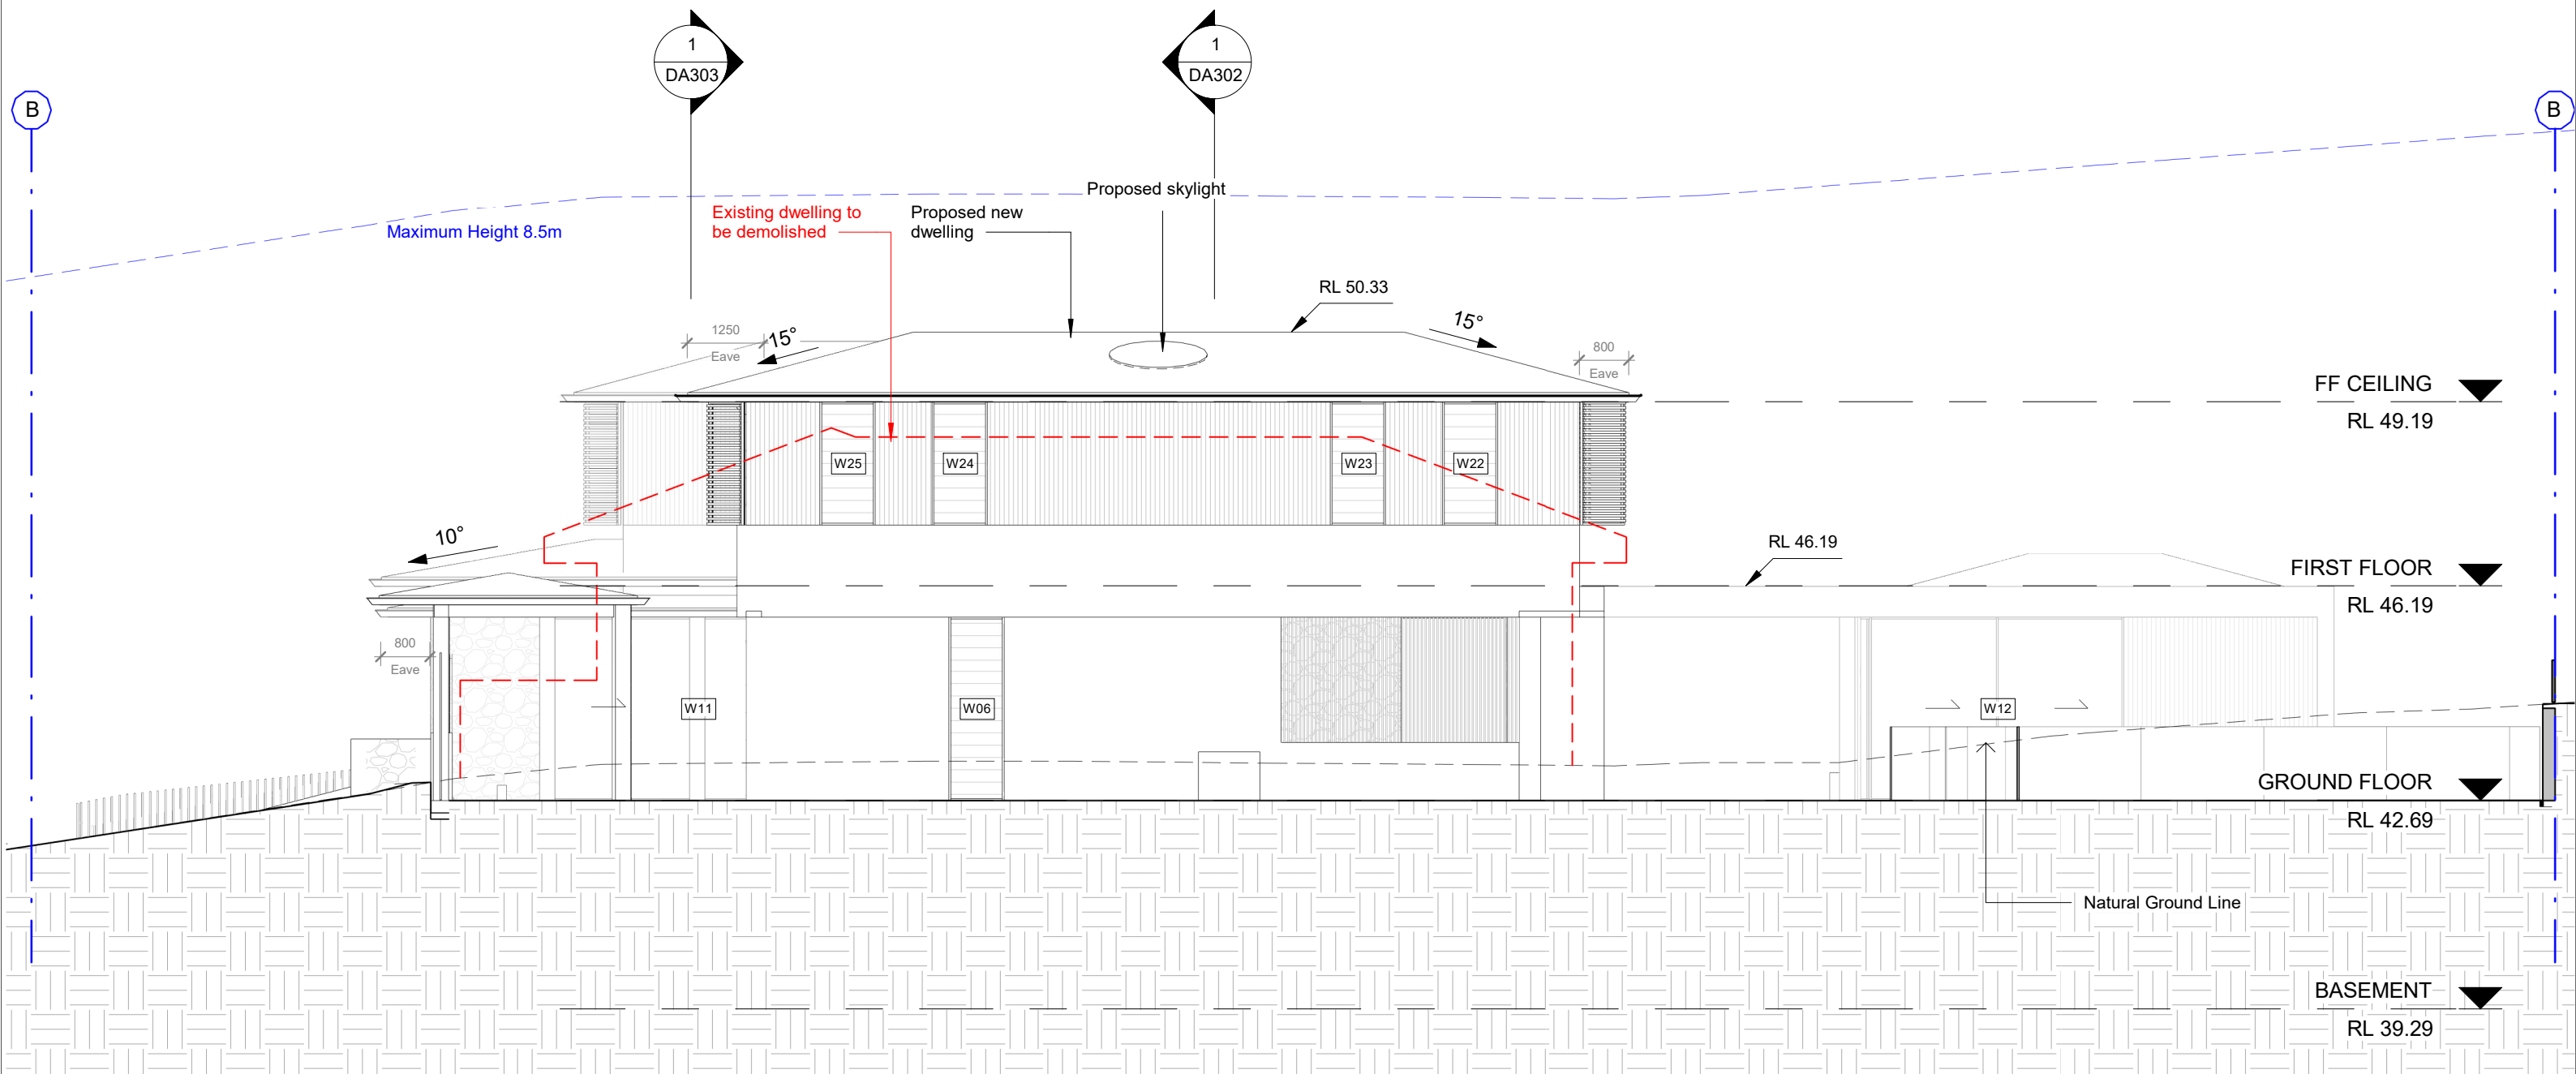 1
DA303
1
DA302
B
B
Proposed skylight
Existing dwelling to
be demolished
Proposed new
dwelling
Maximum Height 8.5m
RL 50.33
1250
Eave
15°
15°
800
Eave
FF CEILING
RL 49.19
W25
W24
W23
W22
10°
RL 46.19
FIRST FLOOR
RL 46.19
800
Eave
W11
W06
W12
GROUND FLOOR
RL 42.69
Natural Ground Line
BASEMENT
RL 39.29